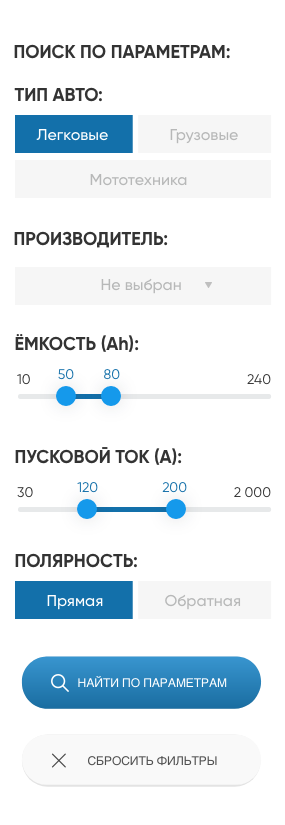 ПОИСК ПО ПАРАМЕТРАМ:
ТИП АВТО:
Легковые Грузовые
Мототехника
ПРОИЗВОДИТЕЛЬ:
Не выбран
ЁМКОСТЬ (Ah):
10 50 80 240
ПУСКОВОЙ ТОК (А):
30 120 200 2 000
ПОЛЯРНОСТЬ:
Прямая Обратная
НАЙТИ ПО ПАРАМЕТРАМ
СБРОСИТЬ ФИЛЬТРЫ